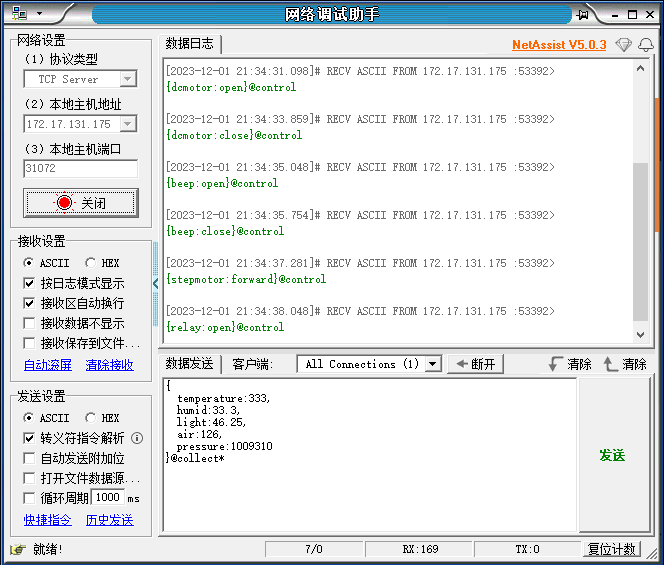 网络调试助手
网络设置
(1) 协议类型
TCP Server
(2) 本地主机地址
172.17.131.175
(3) 本地主机端口
31072
关闭
接收设置
ASCII HEX
按日志模式显示
接收区自动换行
接收数据不显示
接收保存到文件...
自动滚屏 清除接收
发送设置
ASCII HEX
转义符指令解析
自动发送附加位
打开文件数据源...
循环周期 1000 ms
快捷指令 历史发送
数据日志
NetAssist V5.0.3
[2023-12-01 21:34:31.098]# RECV ASCII FROM 172.17.131.175 :53392>
{dcmotor:open}@control
[2023-12-01 21:34:33.859]# RECV ASCII FROM 172.17.131.175 :53392>
{dcmotor:close}@control
[2023-12-01 21:34:35.048]# RECV ASCII FROM 172.17.131.175 :53392>
{beep:open}@control
[2023-12-01 21:34:35.754]# RECV ASCII FROM 172.17.131.175 :53392>
{beep:close}@control
[2023-12-01 21:34:37.281]# RECV ASCII FROM 172.17.131.175 :53392>
{stepmotor:forward}@control
[2023-12-01 21:34:38.048]# RECV ASCII FROM 172.17.131.175 :53392>
{relay:open}@control
数据发送 客户端: All Connections (1) 断开 清除 清除
{
temperature:333,
humid:33.3,
light:46.25,
air:126,
pressure:1009310
}@collect*
发送
就绪! 7/0 RX:169 TX:0 复位计数